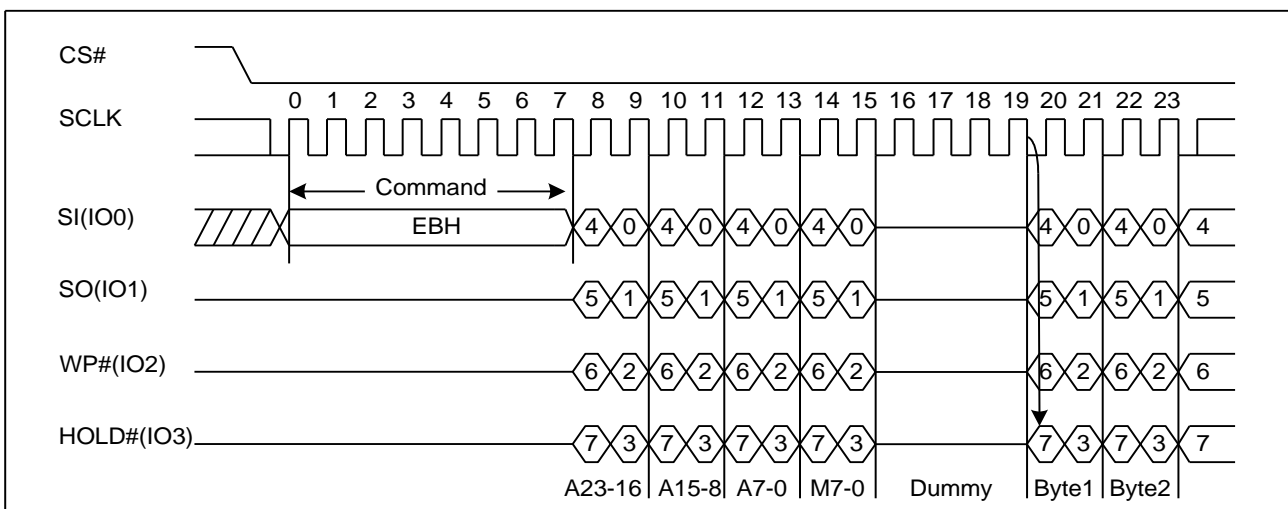 CS#
0 1 2 3 4 5 6 7 8 9 10 11 12 13 14 15 16 17 18 19 20 21 22 23
SCLK
Command
SI(IO0) EBH 4 0 4 0 4 0 4 0 4 0 4 0 4
SO(IO1) 5 1 5 1 5 1 5 1 5 1 5 1 5
WP#(IO2) 6 2 6 2 6 2 6 2 6 2 6 2 6
HOLD#(IO3) 7 3 7 3 7 3 7 3 7 3 7 3 7
A23-16 A15-8 A7-0 M7-0 Dummy Byte1 Byte2